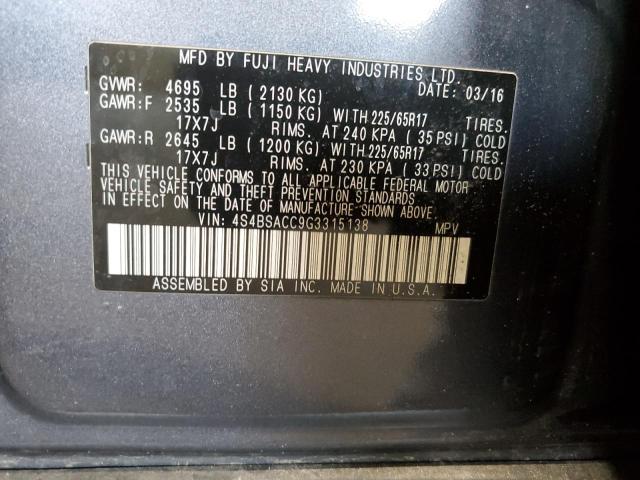 MFD BY FUJI HEAVY INDUSTRIES LTD.
GVWR: 4695 LB ( 2130 KG) DATE: 03/16
GAWR:F 2535 LB ( 1150 KG) WITH 225/65R17 TIRES.
17X7J RIMS. AT 240 KPA ( 35 PSI) COLD
GAWR:R 2645 LB ( 1200 KG) WITH 225/65R17 TIRES.
17X7J RIMS. AT 230 KPA ( 33 PSI) COLD
THIS VEHICLE CONFORMS TO ALL APPLICABLE FEDERAL MOTOR
VEHICLE SAFETY AND THEFT PREVENTION STANDARDS
IN EFFECT ON THE DATE OF MANUFACTURE SHOWN ABOVE.
VIN: 4S4BSACC9G3315138 MPV
ASSEMBLED BY SIA INC. MADE IN U.S.A.